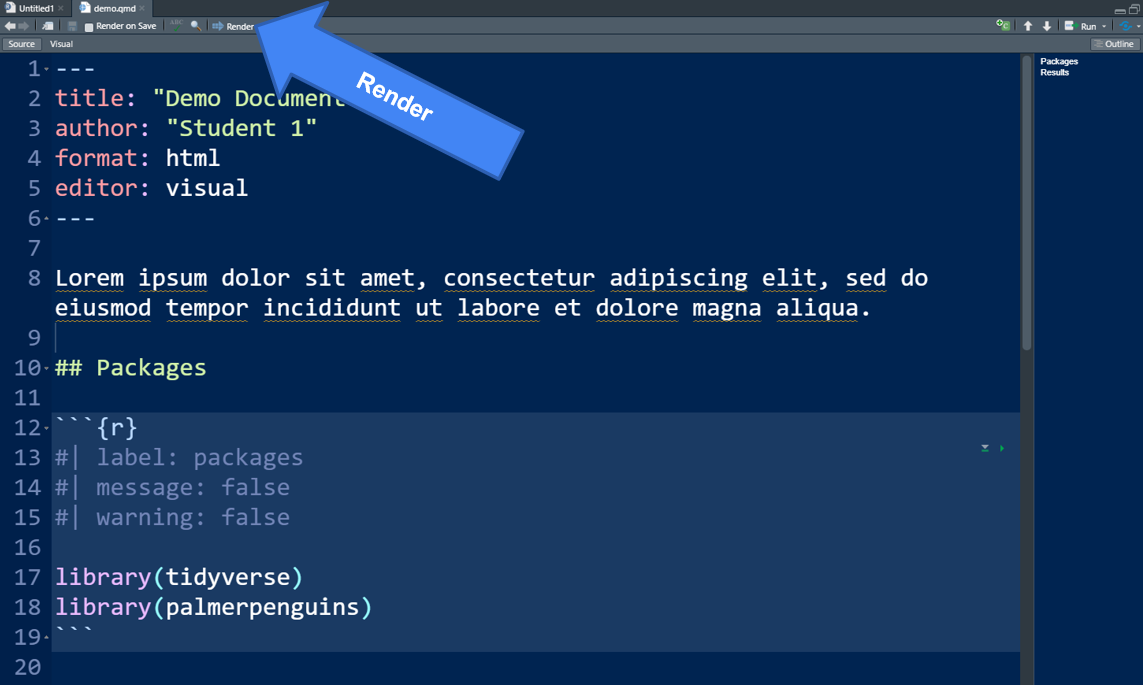 Untitled1 demo.qmd
Render on Save ABC Render Run
Source Visual Outline
Render
Packages
Results
1 ---
2 title: "Demo Document
3 author: "Student 1"
4 format: html
5 editor: visual
6 ---
7
8 Lorem ipsum dolor sit amet, consectetur adipiscing elit, sed do
eiusmod tempor incididunt ut labore et dolore magna aliqua.
9
10 ## Packages
11
12 ```{r}
13 #| label: packages
14 #| message: false
15 #| warning: false
16
17 library(tidyverse)
18 library(palmerpenguins)
19 ```
20